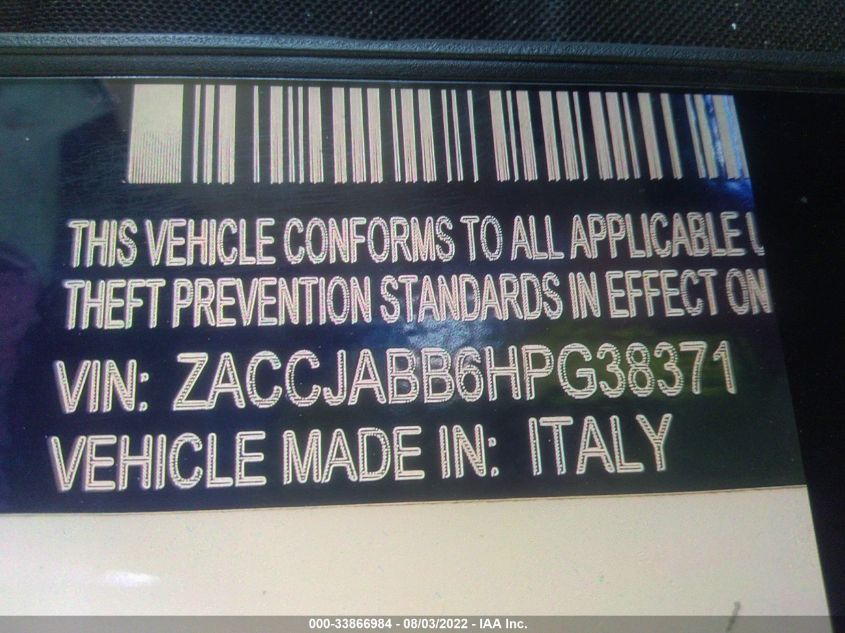 THIS VEHICLE CONFORMS TO ALL APPLICABLE
THEFT PREVENTION STANDARDS IN EFFECT ON
VIN: ZACCJABB6HPG38371
VEHICLE MADE IN: ITALY
000-33866984 - 08/03/2022 - IAA Inc.